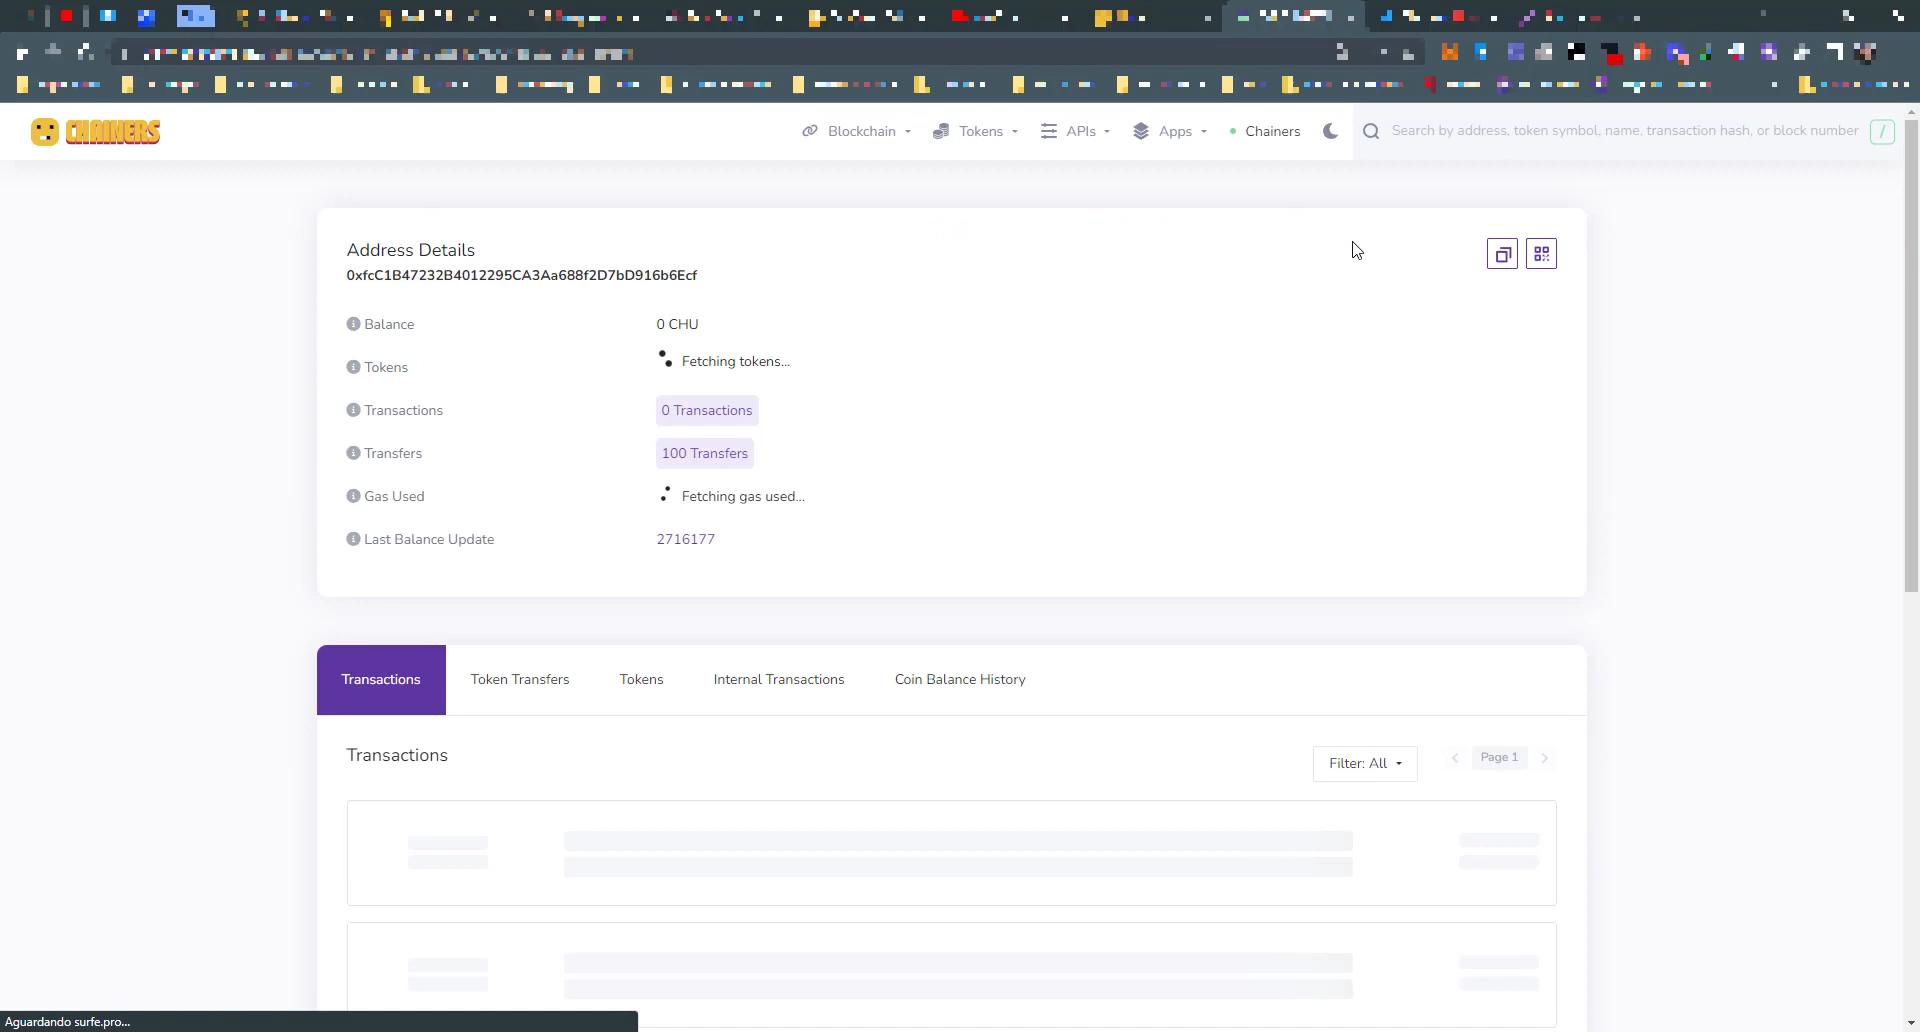 CHAINERS
Blockchain
Tokens
APIs
Apps
Chainers
Search by address, token symbol, name, transaction hash, or block number
/
Address Details
0xfcC1B47232B4012295CA3Aa688f2D7bD916b6Ecf
Balance 0 CHU
Tokens Fetching tokens...
Transactions 0 Transactions
Transfers 100 Transfers
Gas Used Fetching gas used...
Last Balance Update 2716177
Transactions Token Transfers Tokens Internal Transactions Coin Balance History
Transactions
Filter: All
Page 1
Aguardando surfe.pro...